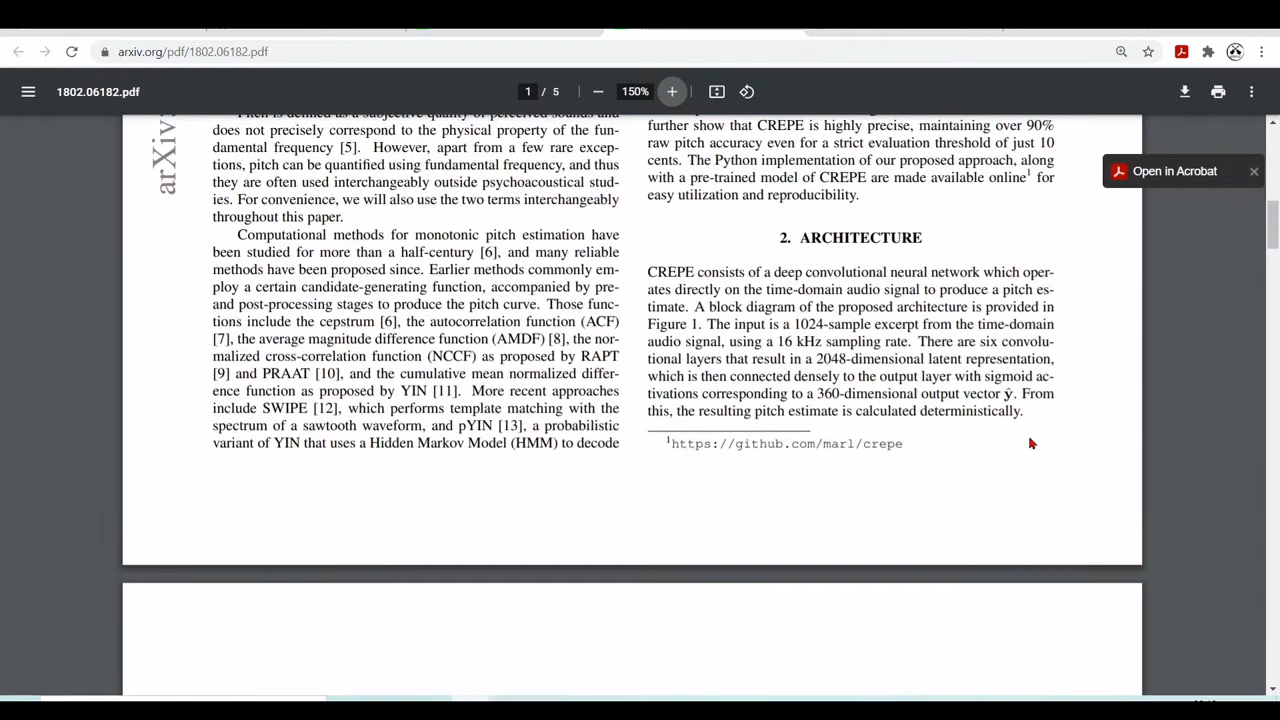 arxiv.org/pdf/1802.06182.pdf
1802.06182.pdf
1 / 5
150%
Open in Acrobat
arXiv
Pitch is defined as a subjective quality of perceived sounds and
does not precisely correspond to the physical property of the fun-
damental frequency [5]. However, apart from a few rare excep-
tions, pitch can be quantified using fundamental frequency, and thus
they are often used interchangeably outside psychoacoustical stud-
ies. For convenience, we will also use the two terms interchangeably
throughout this paper.
Computational methods for monotonic pitch estimation have
been studied for more than a half-century [6], and many reliable
methods have been proposed since. Earlier methods commonly em-
ploy a certain candidate-generating function, accompanied by pre-
and post-processing stages to produce the pitch curve. Those func-
tions include the cepstrum [6], the autocorrelation function (ACF)
[7], the average magnitude difference function (AMDF) [8], the nor-
malized cross-correlation function (NCCF) as proposed by RAPT
[9] and PRAAT [10], and the cumulative mean normalized differ-
ence function as proposed by YIN [11]. More recent approaches
include SWIPE [12], which performs template matching with the
spectrum of a sawtooth waveform, and pYIN [13], a probabilistic
variant of YIN that uses a Hidden Markov Model (HMM) to decode
further show that CREPE is highly precise, maintaining over 90%
raw pitch accuracy even for a strict evaluation threshold of just 10
cents. The Python implementation of our proposed approach, along
with a pre-trained model of CREPE are made available online¹ for
easy utilization and reproducibility.
2. ARCHITECTURE
CREPE consists of a deep convolutional neural network which oper-
ates directly on the time-domain audio signal to produce a pitch es-
timate. A block diagram of the proposed architecture is provided in
Figure 1. The input is a 1024-sample excerpt from the time-domain
audio signal, using a 16 kHz sampling rate. There are six convolu-
tional layers that result in a 2048-dimensional latent representation,
which is then connected densely to the output layer with sigmoid ac-
tivations corresponding to a 360-dimensional output vector ŷ. From
this, the resulting pitch estimate is calculated deterministically.
¹https://github.com/marl/crepe